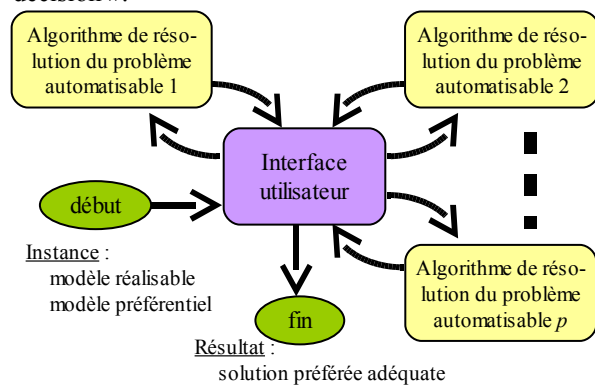 décision ».
Algorithme de réso-
lution du problème
automatisable 1
Algorithme de réso-
lution du problème
automatisable 2
Interface
utilisateur
début
Instance :
modèle réalisable
modèle préférentiel
Algorithme de réso-
lution du problème
automatisable p
fin
Résultat :
solution préférée adéquate